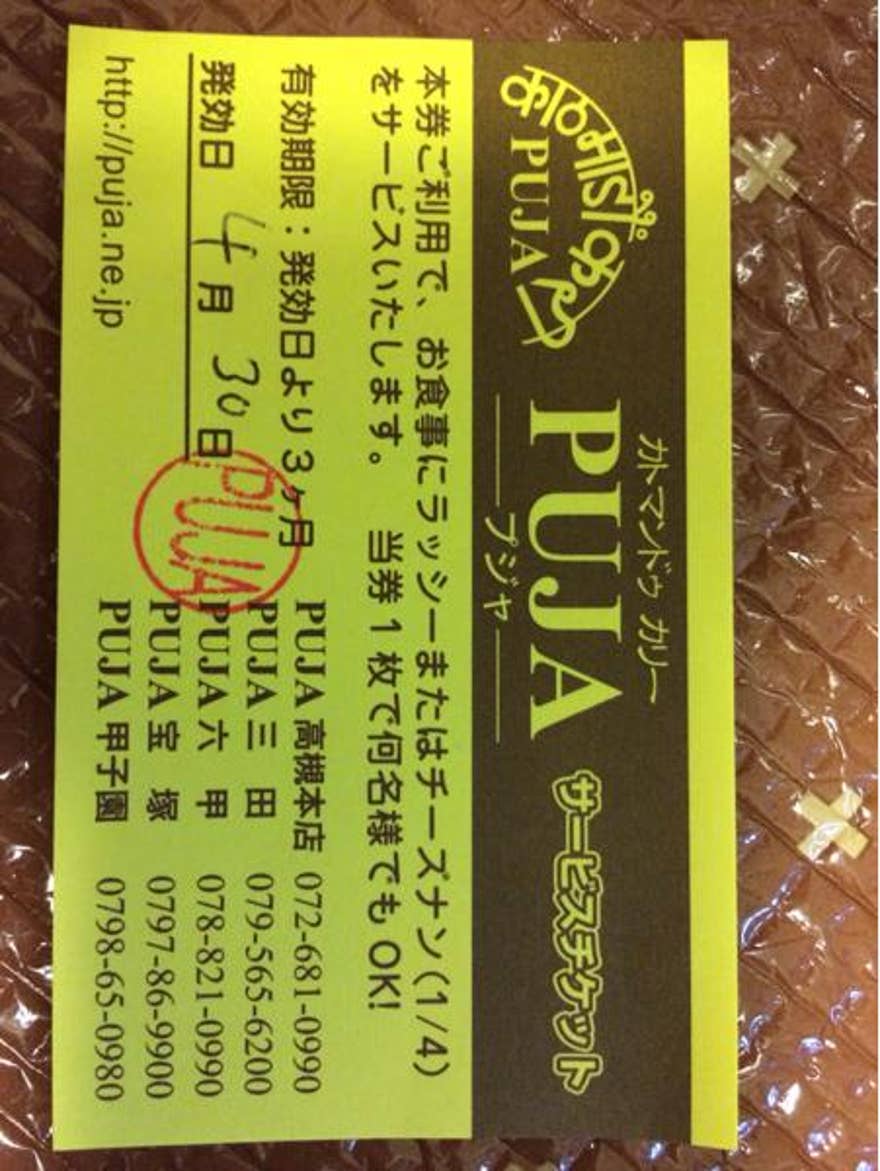 काठमाडौं करी
PUJA
カトマンドゥ カリー
PUJA
プジャ
サービスチケット
本券ご利用で、お食事にラッシーまたはチーズナン(1/4)
をサービスいたします。 当券1枚で何名様でもOK!
有効期限：発効日より3ヶ月
発効日 4月30日
PUJA
http://puja.ne.jp
PUJA 高槻本店 072-681-0990
PUJA 三田 079-565-6200
PUJA 六甲 078-821-0990
PUJA 宝塚 0797-86-9900
PUJA 甲子園 0798-65-0980